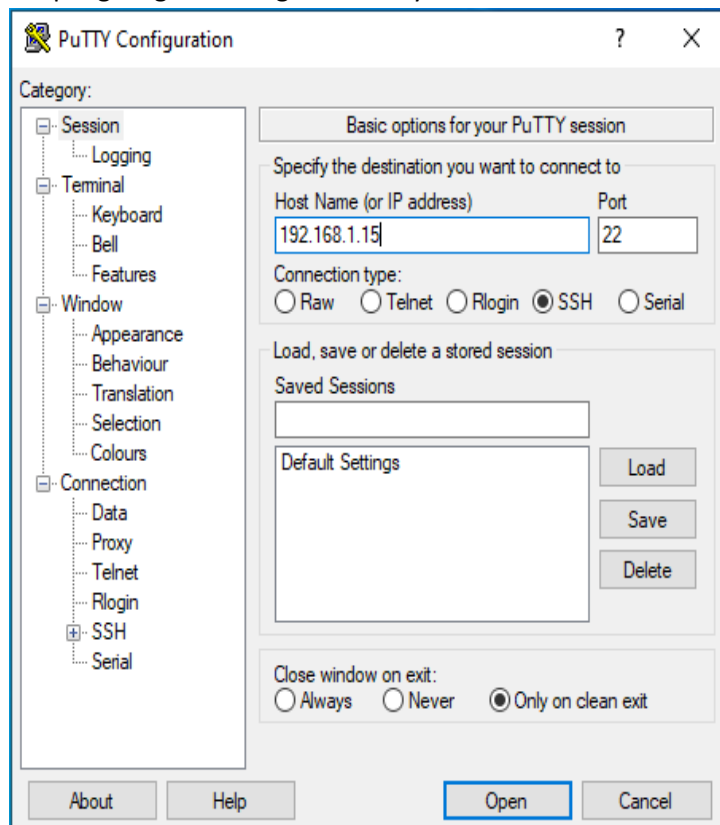 PuTTY Configuration ? X
Category:
Session
Logging
Terminal
Keyboard
Bell
Features
Window
Appearance
Behaviour
Translation
Selection
Colours
Connection
Data
Proxy
Telnet
Rlogin
SSH
Serial
Basic options for your PuTTY session
Specify the destination you want to connect to
Host Name (or IP address) Port
192.168.1.15 22
Connection type:
Raw Telnet Rlogin SSH Serial
Load, save or delete a stored session
Saved Sessions
Default Settings
Load
Save
Delete
Close window on exit:
Always Never Only on clean exit
About Help Open Cancel